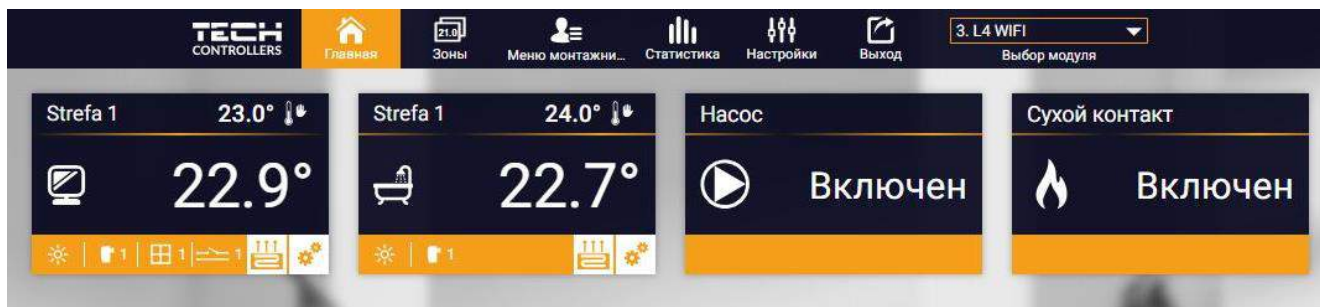 TECH
CONTROLLERS
Главная
21.0
Зоны
Меню монтажни...
Статистика
Настройки
Выход
3. L4 WIFI
Выбор модуля
Strefa 1 23.0°
22.9°
1 1 1
Strefa 1 24.0°
22.7°
1
Насос
Включен
Сухой контакт
Включен